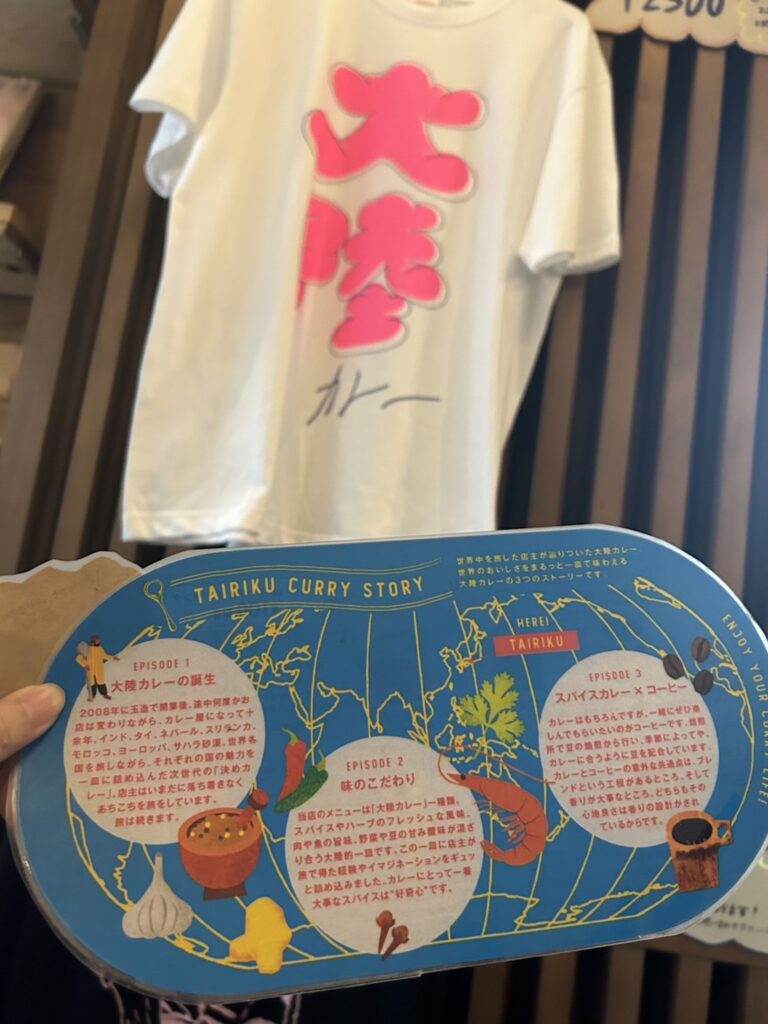 ¥2500
大陸
カレー
TAIRIKU CURRY STORY
世界中を旅した店主が辿りついた大陸カレー。
世界のおいしさをまるっと一皿で味わえる
大陸カレーの3つのストーリーです。
HERE!
TAIRIKU
ENJOY YOUR CURRY LIFE!
EPISODE 1
大陸カレーの誕生
2008年に玉造で開業後、途中何度かお
店は変わりながら、カレー屋になって十
余年。インド、タイ、ネパール、スリランカ、
モロッコ、ヨーロッパ、サハラ砂漠、世界各
国を旅しながら、それぞれの国の魅力を
一皿に詰め込んだ次世代の「決めカ
レー」。店主はいまだに落ち着きなく
あちこちを旅をしています。
旅は続きます。
EPISODE 2
味のこだわり
当店のメニューは「大陸カレー」一種類。
スパイスやハーブのフレッシュな風味、
肉や魚の旨味、野菜や豆の甘み酸味が混ざ
り合う大陸的一皿です。この一皿に店主が
旅で得た経験やイマジネーションをギュッ
と詰め込みました。カレーにとって一番
大事なスパイスは“好奇心”です。
EPISODE 3
スパイスカレー × コーヒー
カレーはもちろんですが、一緒にぜひ楽
しんでもらいたいのがコーヒーです。焙煎
所で豆の焙煎から行い、季節によってや、
カレーに合うように豆を配合しています。
カレーとコーヒーの意外な共通点は、ブレ
ンドという工程があるところ、そして
香りが大事なところ。どちらもその
心地良さは香りの設計がされ
ているからです。